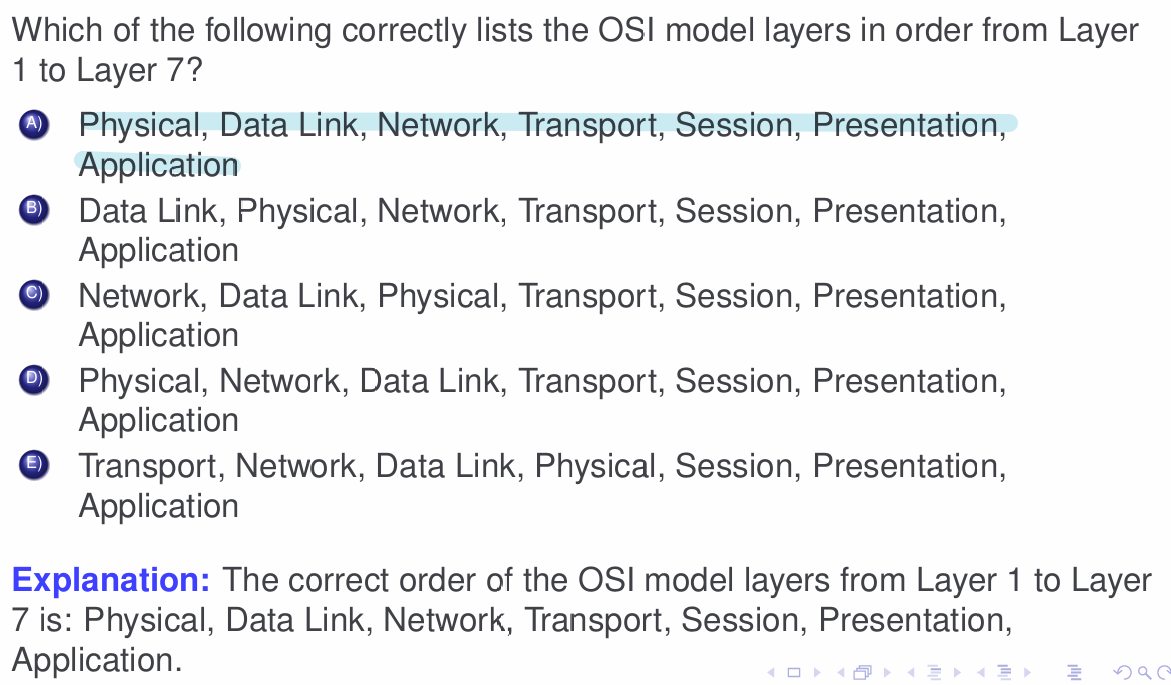 Which of the following correctly lists the OSI model layers in order from Layer
1 to Layer 7?
A) Physical, Data Link, Network, Transport, Session, Presentation,
Application
B) Data Link, Physical, Network, Transport, Session, Presentation,
Application
C) Network, Data Link, Physical, Transport, Session, Presentation,
Application
D) Physical, Network, Data Link, Transport, Session, Presentation,
Application
E) Transport, Network, Data Link, Physical, Session, Presentation,
Application
Explanation: The correct order of the OSI model layers from Layer 1 to Layer
7 is: Physical, Data Link, Network, Transport, Session, Presentation,
Application.